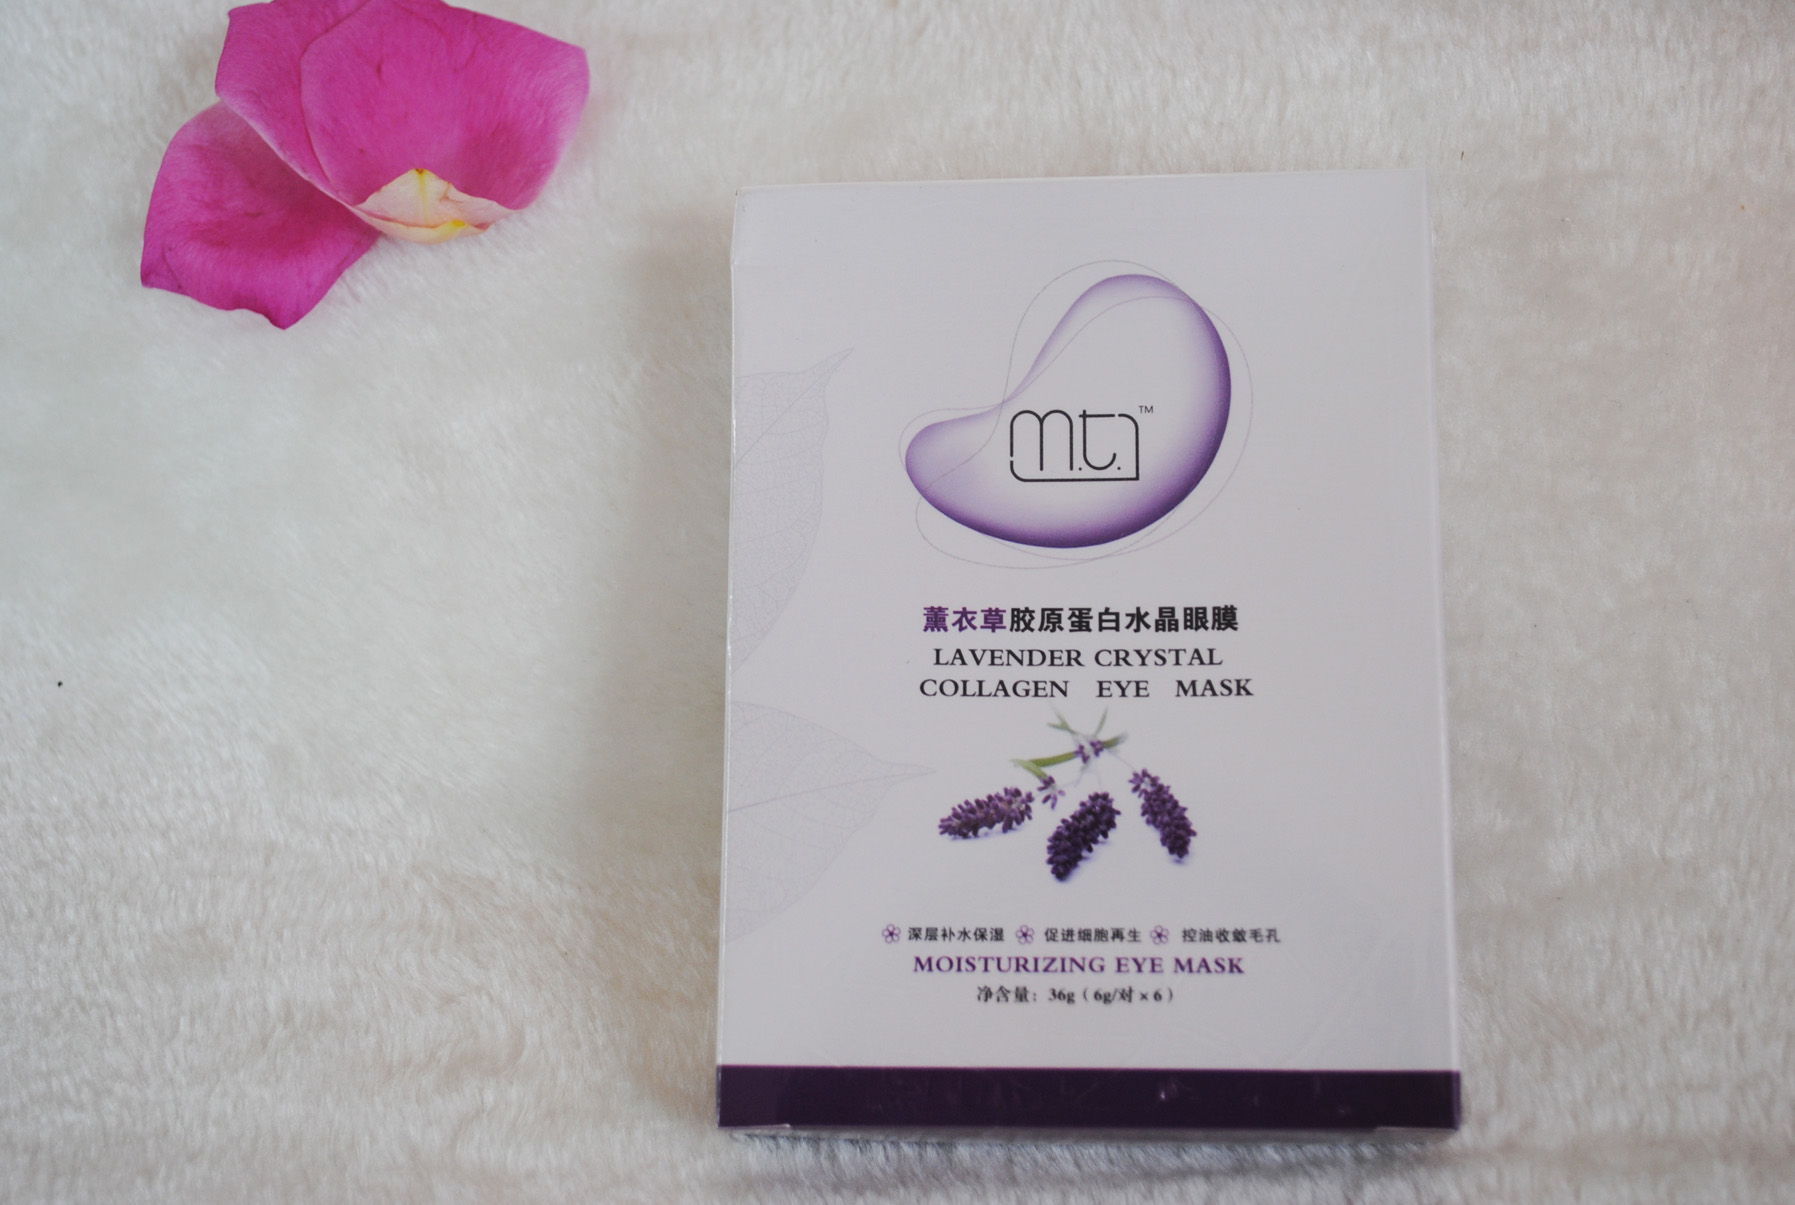 m.t.™
薰衣草胶原蛋白水晶眼膜
LAVENDER CRYSTAL
COLLAGEN EYE MASK
深层补水保湿 促进细胞再生 控油收敛毛孔
MOISTURIZING EYE MASK
净含量：36g（6g/对×6）